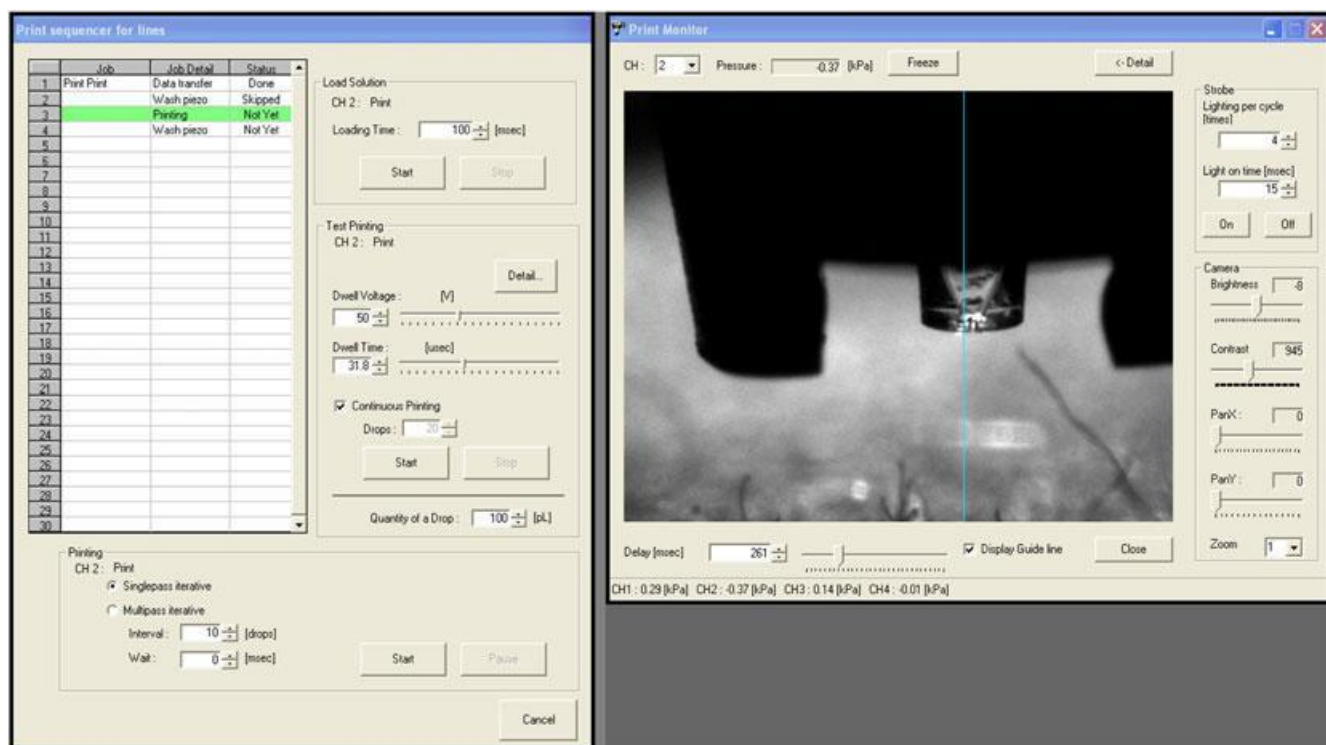 Print sequencer for lines
Job Job Detail Status
1 Print Print Data transfer Done
2 Wash piezo Skipped
3 Printing Not Yet
4 Wash piezo Not Yet
5
6
7
8
9
10
11
12
13
14
15
16
17
18
19
20
21
22
23
24
25
26
27
28
29
30
Load Solution
CH 2 : Print
Loading Time : 100 [msec]
Start Stop
Test Printing
CH 2 : Print
Detail...
Dwell Voltage : [V]
50
Dwell Time : [usec]
31.8
Continuous Printing
Drops : 20
Start Stop
Quantity of a Drop : 100 [pL]
Printing
CH 2 : Print
Singlepass iterative
Multipass iterative
Interval : 10 [drops]
Wait : 0 [msec]
Start Pause
Cancel
Print Monitor
CH : 2 Pressure : -0.37 [kPa] Freeze <- Detail
Strobe
Lighting per cycle
[times]
4
Light on time [msec]
15
On Off
Camera
Brightness -8
Contrast 945
PanX : 0
PanY : 0
Zoom 1
Delay [msec] 261 Display Guide line Close
CH1 : 0.29 [kPa] CH2 : -0.37 [kPa] CH3 : 0.14 [kPa] CH4 : -0.01 [kPa]